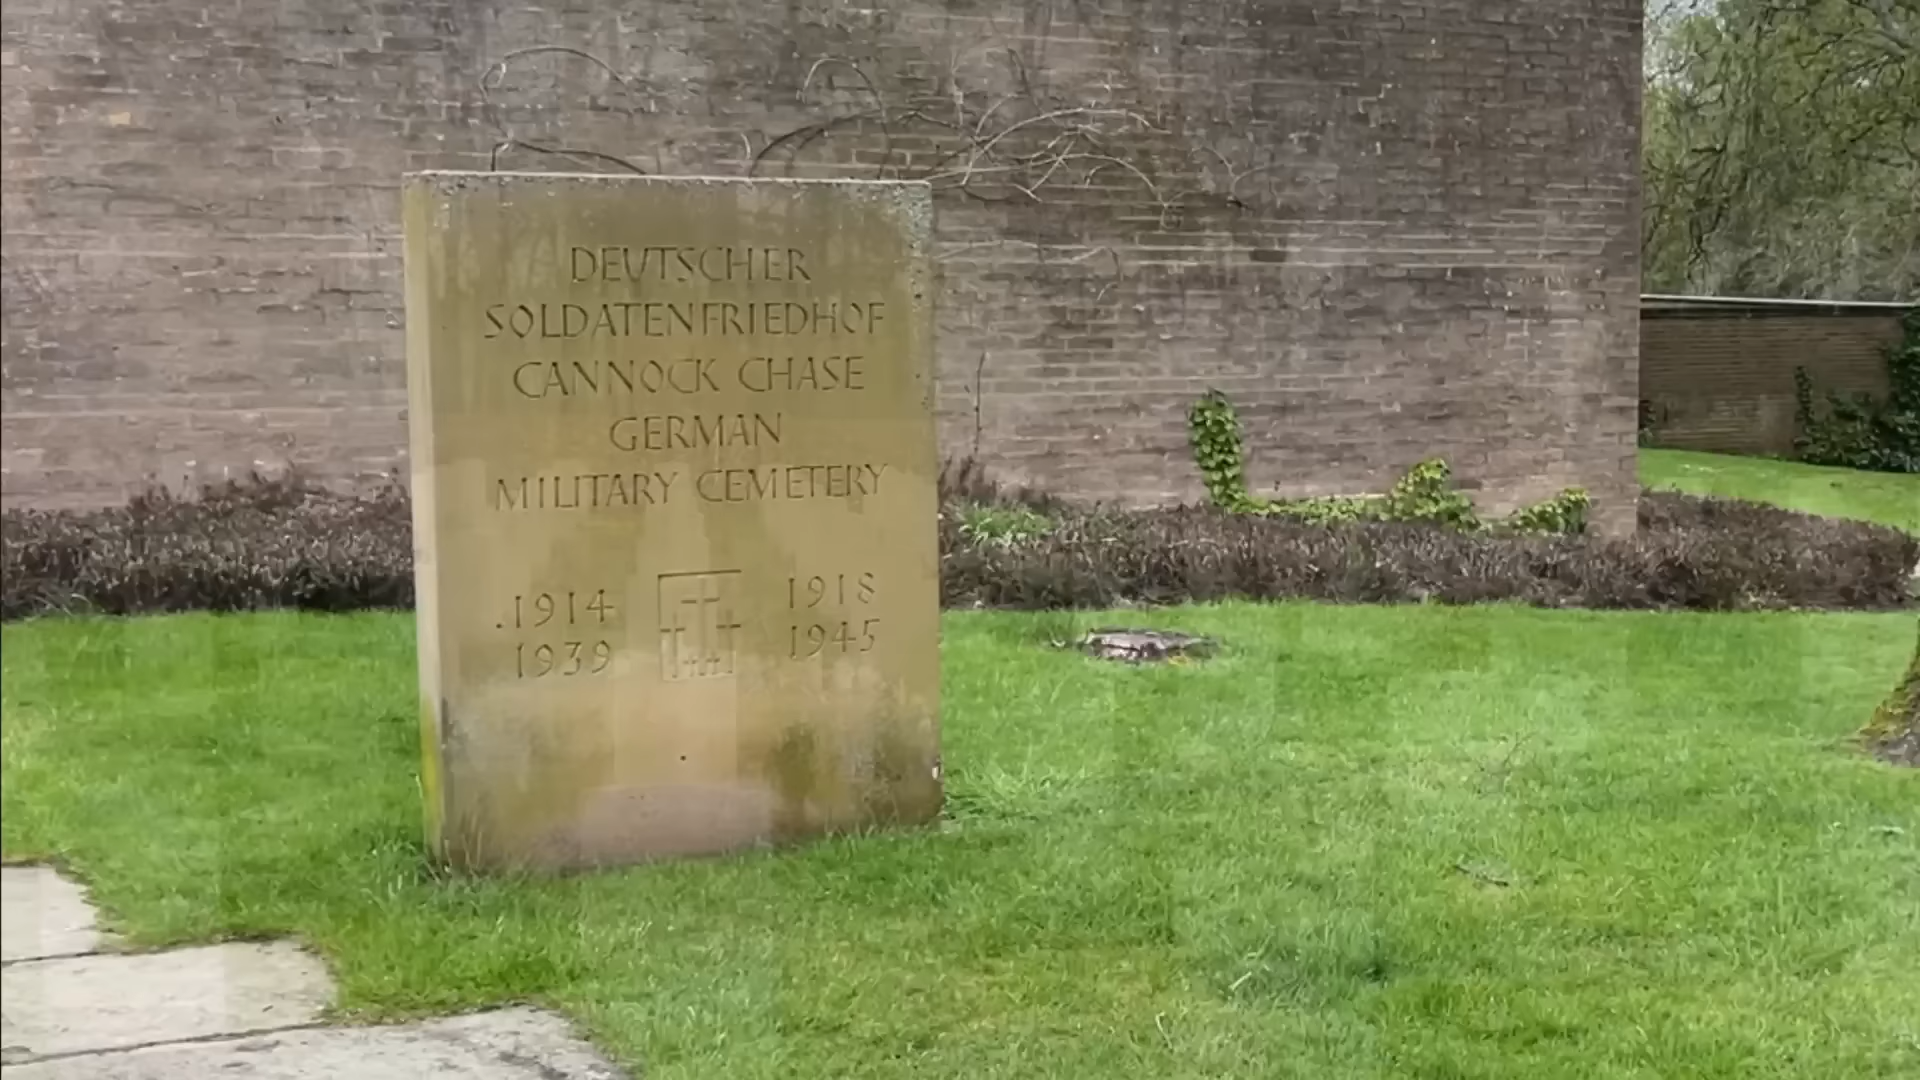 DEUTSCHER
SOLDATENFRIEDHOF
CANNOCK CHASE
GERMAN
MILITARY CEMETERY
1914 1918
1939 1945